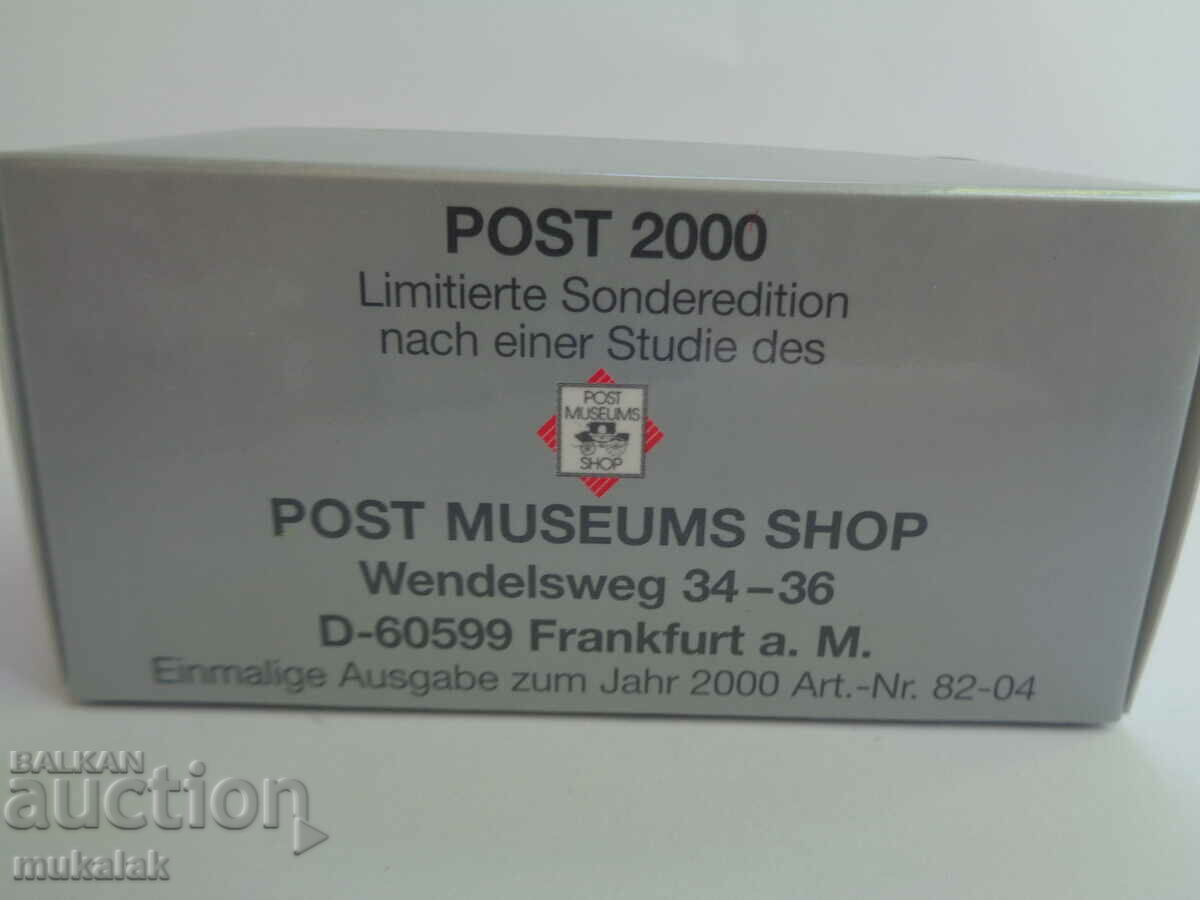 POST 2000
Limitierte Sonderedition
nach einer Studie des
POST
MUSEUMS
SHOP
POST MUSEUMS SHOP
Wendelsweg 34–36
D-60599 Frankfurt a. M.
Einmalige Ausgabe zum Jahr 2000 Art.-Nr. 82-04
BALKAN
auction
mukalak